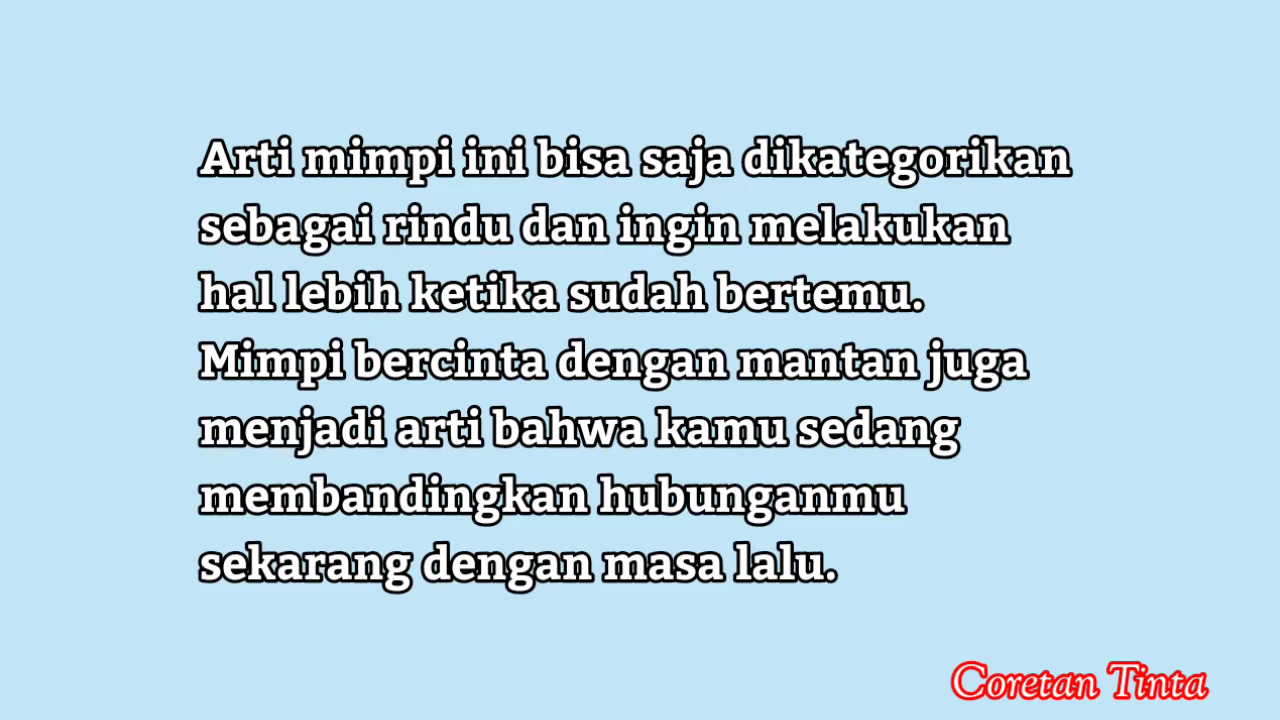 Arti mimpi ini bisa saja dikategorikan
sebagai rindu dan ingin melakukan
hal lebih ketika sudah bertemu.
Mimpi bercinta dengan mantan juga
menjadi arti bahwa kamu sedang
membandingkan hubunganmu
sekarang dengan masa lalu.
Coretan Tinta